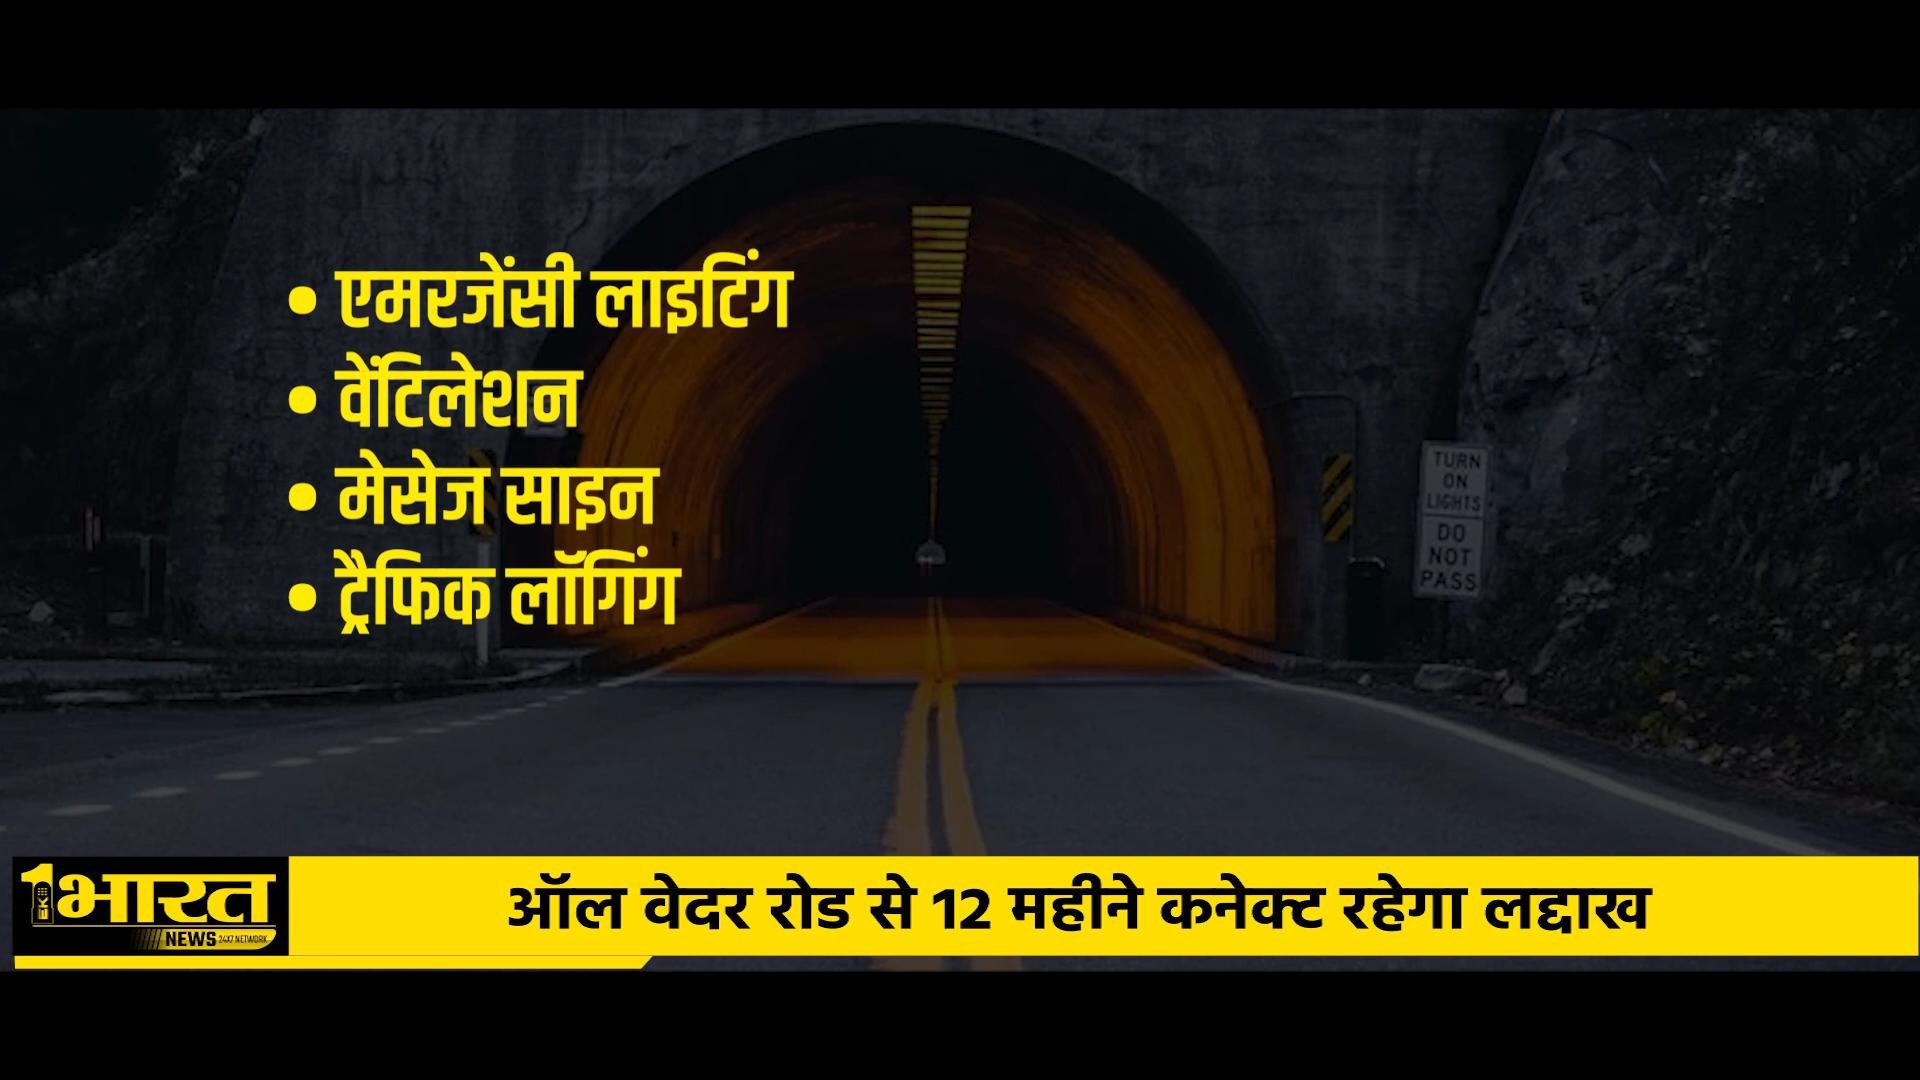 • एमरजेंसी लाइटिंग
• वेंटिलेशन
• मेसेज साइन
• ट्रैफिक लॉगिंग
TURN
ON
LIGHTS
DO
NOT
PASS
1भारत
EK
NEWS 24X7 NETWORK
ऑल वेदर रोड से 12 महीने कनेक्ट रहेगा लद्दाख